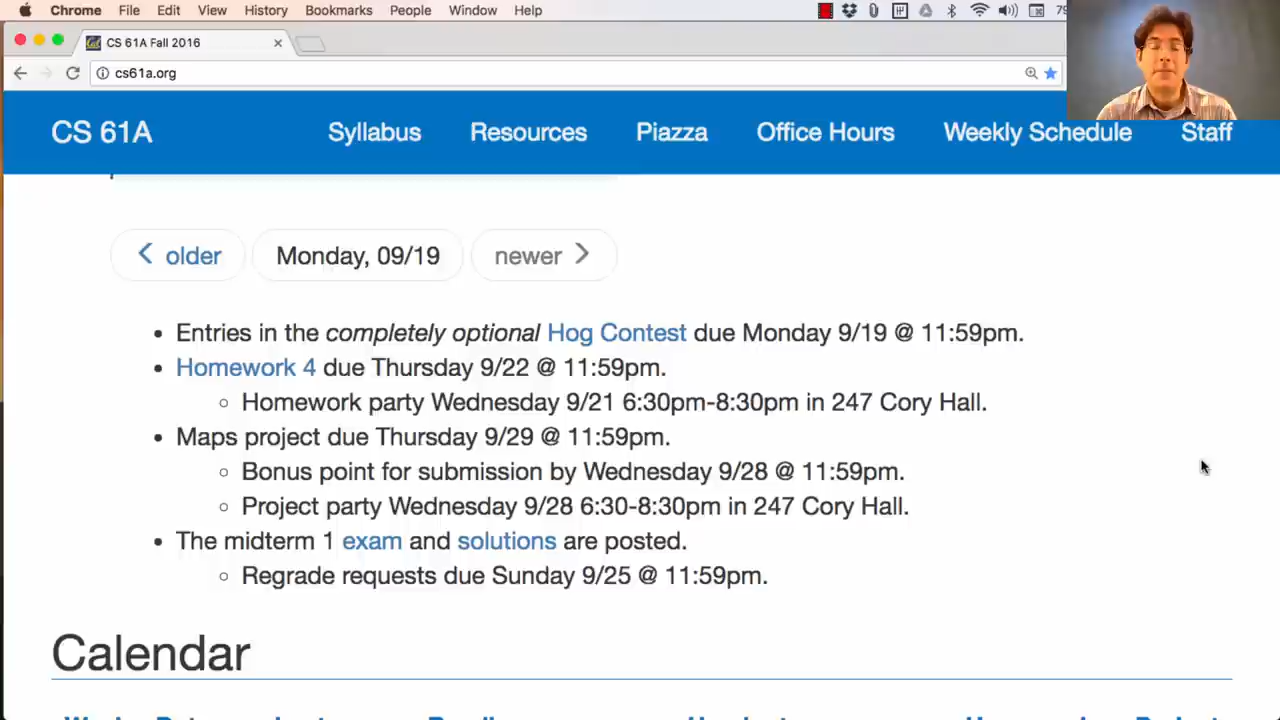 Chrome File Edit View History Bookmarks People Window Help
CS 61A Fall 2016
cs61a.org
CS 61A Syllabus Resources Piazza Office Hours Weekly Schedule Staff
older Monday, 09/19 newer
• Entries in the completely optional Hog Contest due Monday 9/19 @ 11:59pm.
• Homework 4 due Thursday 9/22 @ 11:59pm.
◦ Homework party Wednesday 9/21 6:30pm-8:30pm in 247 Cory Hall.
• Maps project due Thursday 9/29 @ 11:59pm.
◦ Bonus point for submission by Wednesday 9/28 @ 11:59pm.
◦ Project party Wednesday 9/28 6:30-8:30pm in 247 Cory Hall.
• The midterm 1 exam and solutions are posted.
◦ Regrade requests due Sunday 9/25 @ 11:59pm.
Calendar